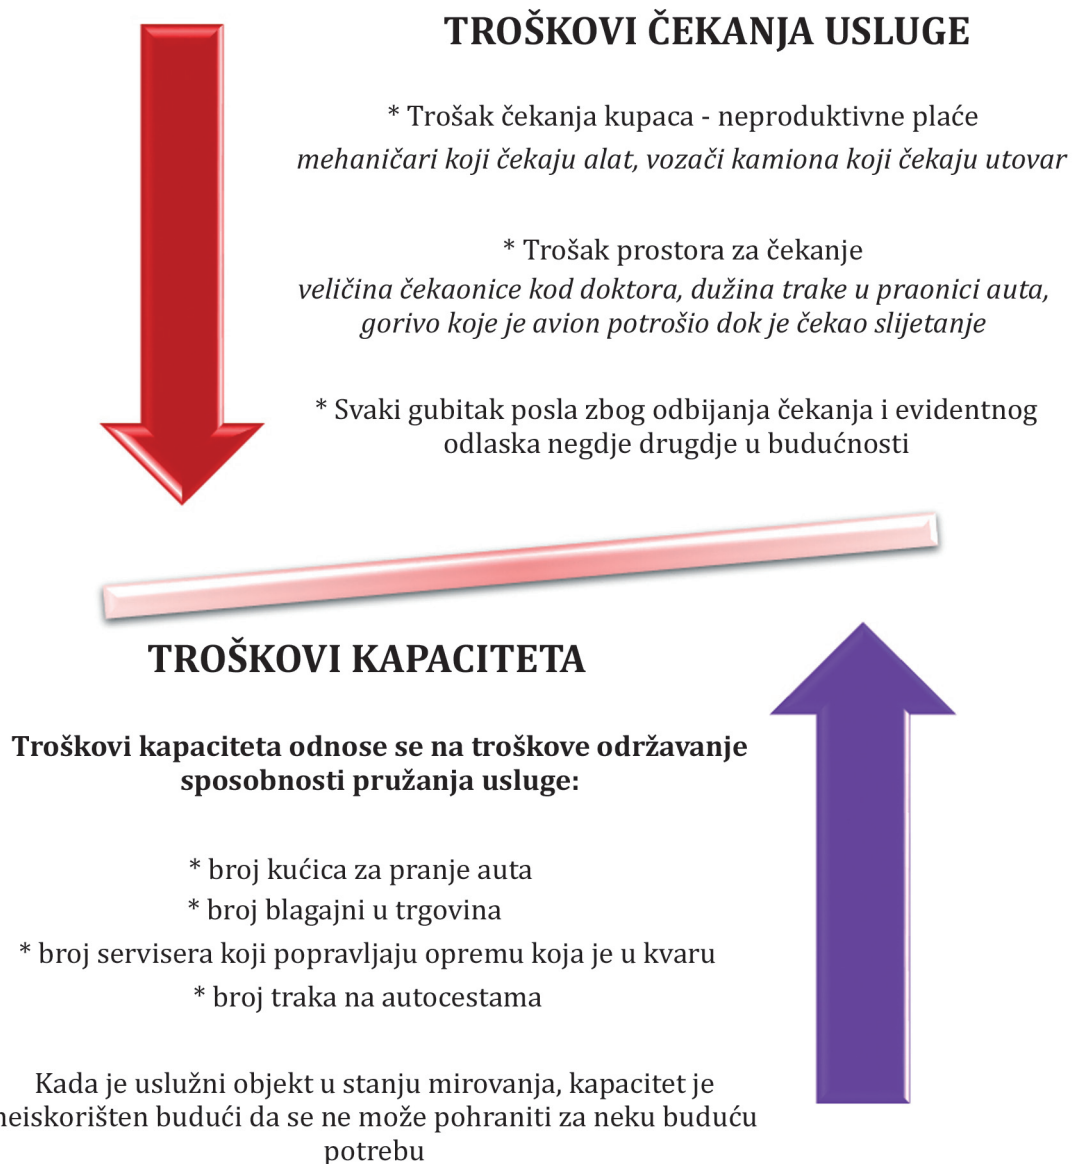 TROŠKOVI ČEKANJA USLUGE
* Trošak čekanja kupaca - neproduktivne plaće
mehaničari koji čekaju alat, vozači kamiona koji čekaju utovar
* Trošak prostora za čekanje
veličina čekaonice kod doktora, dužina trake u praonici auta,
gorivo koje je avion potrošio dok je čekao slijetanje
* Svaki gubitak posla zbog odbijanja čekanja i evidentnog
odlaska negdje drugdje u budućnosti
TROŠKOVI KAPACITETA
Troškovi kapaciteta odnose se na troškove održavanje
sposobnosti pružanja usluge:
* broj kućica za pranje auta
* broj blagajni u trgovina
* broj servisera koji popravljaju opremu koja je u kvaru
* broj traka na autocestama
Kada je uslužni objekt u stanju mirovanja, kapacitet je
neiskorišten budući da se ne može pohraniti za neku buduću
potrebu